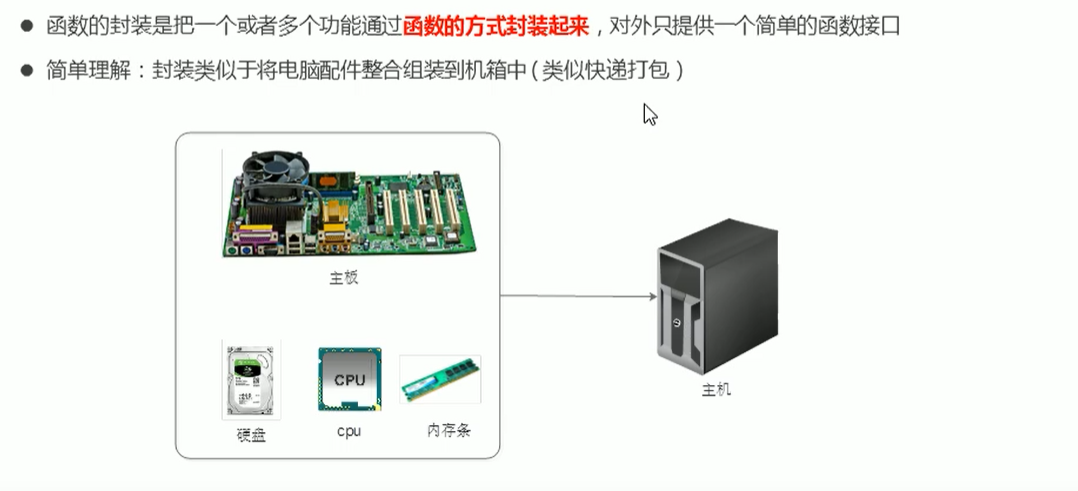 函数的封装是把一个或者多个功能通过函数的方式封装起来，对外只提供一个简单的函数接口
简单理解：封装类似于将电脑配件整合组装到机箱中（类似快递打包）
主板
CPU
硬盘
cpu
内存条
主机